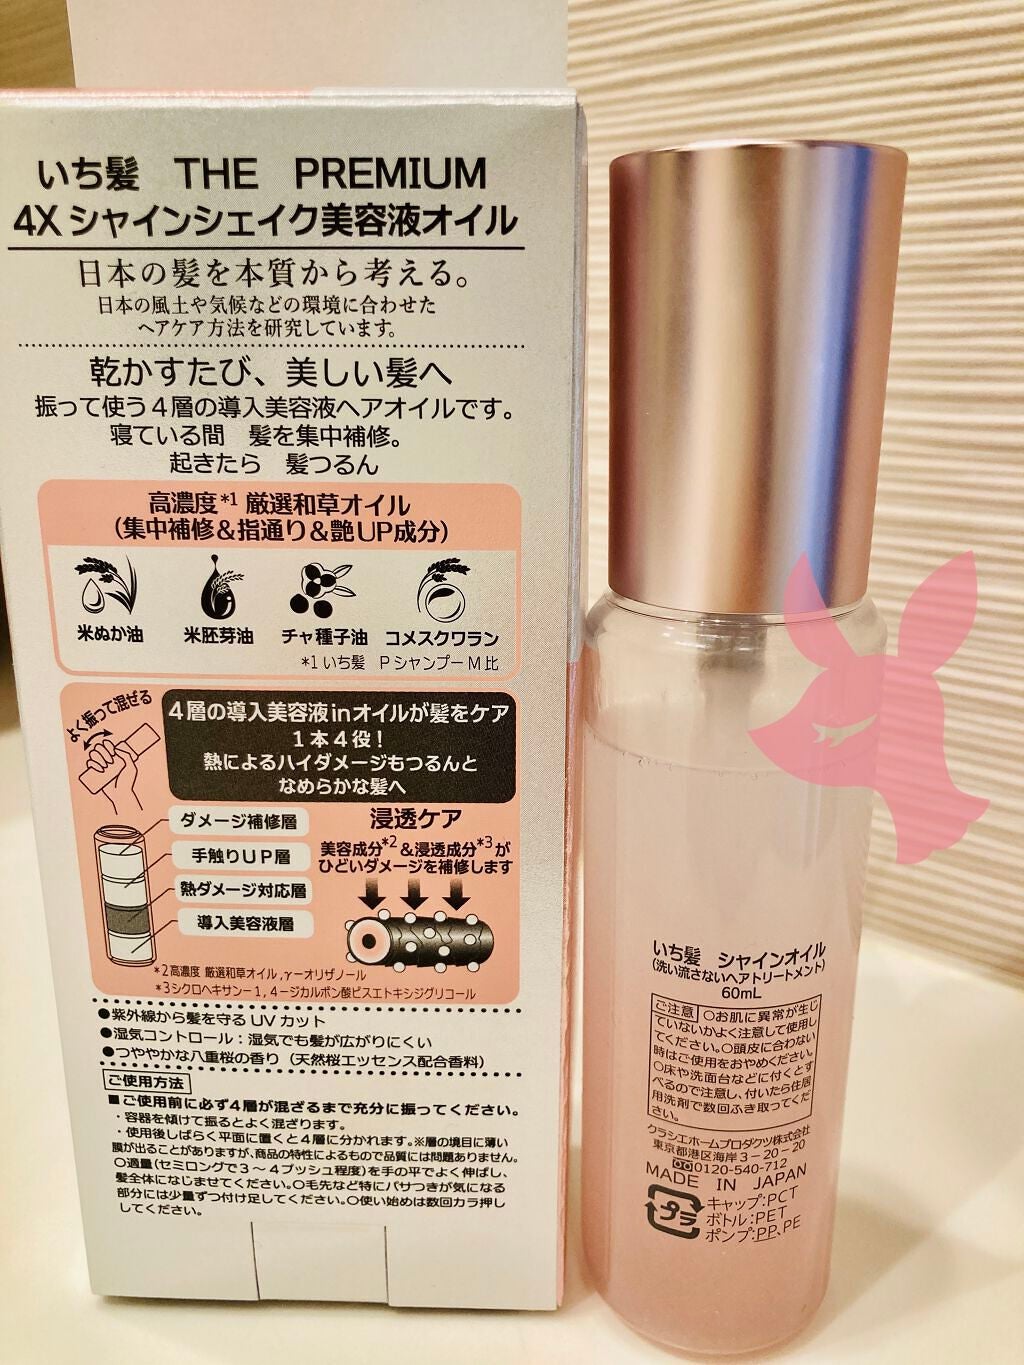 いち髪 THE PREMIUM
4Xシャインシェイク美容液オイル
日本の髪を本質から考える。
日本の風土や気候などの環境に合わせた
ヘアケア方法を研究しています。
乾かすたび、美しい髪へ
振って使う4層の導入美容液ヘアオイルです。
寝ている間 髪を集中補修。
起きたら 髪つるん
高濃度*1 厳選和草オイル
(集中補修&指通り&艶UP成分)
米ぬか油 米胚芽油 チャ種子油 コメスクワラン
*1 いち髪 PシャンプーM比
よく振って混ぜる
4層の導入美容液inオイルが髪をケア
1本4役!
熱によるハイダメージもつるんと
なめらかな髪へ
ダメージ補修層
手触りUP層
熱ダメージ対応層
導入美容液層
浸透ケア
美容成分*2&浸透成分*3が
ひどいダメージを補修します
*2高濃度 厳選和草オイル,γーオリザノール
*3シクロヘキサンー1,4ージカルボン酸ビスエトキシジグリコール
●紫外線から髪を守るUVカット
●湿気コントロール:湿気でも髪が広がりにくい
●つややかな八重桜の香り(天然桜エッセンス配合香料)
ご使用方法
■ご使用前に必ず4層が混ざるまで充分に振ってください。
・容器を傾けて振るとよく混ざります。
・使用後しばらく平面に置くと4層に分かれます。※層の境目に薄い
膜が出ることがありますが、商品の特性によるもので品質には問題ありません。
○適量(セミロングで3~4プッシュ程度)を手の平でよく伸ばし、
髪全体になじませてください。○毛先など特にパサつきが気になる
部分には少量ずつ付け足してください。○使い始めは数回カラ押し
してください。
いち髪 シャインオイル
(洗い流さないヘアトリートメント)
60mL
ご注意 ○お肌に異常が生じ
ていないかよく注意して使用し
てください。○頭皮に合わない
時はご使用をおやめください。
○床や洗面台などに付くとす
べるので注意し、付いたら住居
用洗剤で数回ふき取ってくだ
さい。
クラシエホームプロダクツ株式会社
東京都港区海岸3-20-20
0120-540-712
MADE IN JAPAN
プラ
キャップ:PCT
ボトル:PET
ポンプ:PP、PE